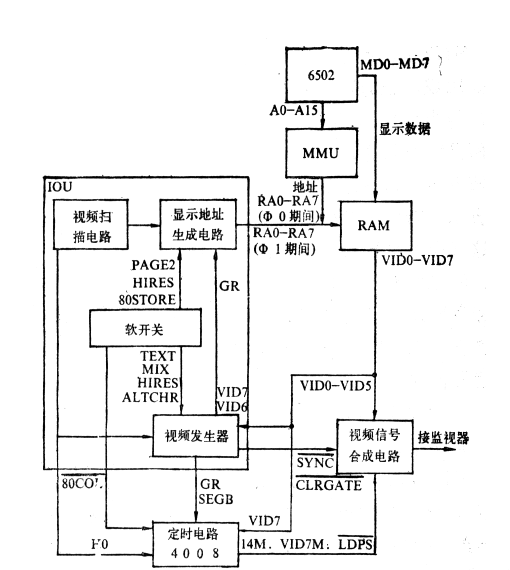 6502
MD0-MD7
A0-A15
显示数据
MMU
IOU
地址
RA0-RA7
(Φ 0 期间)
视频扫
描电路
显示地址
生成电路
RAM
RA0-RA7
(Φ 1 期间)
VID0-VID7
PAGE2
HIRES
80STORE
GR
软开关
TEXT
MIX
HIRES
ALTCHR
VID7
VID6
VID0-VID5
视频发生器
视频信号
合成电路
接监视器
SYNC
80COL
CLRGATE
GR
SEGB
VID7
定时电路
4008
H0
14M, VID7M, LDPS